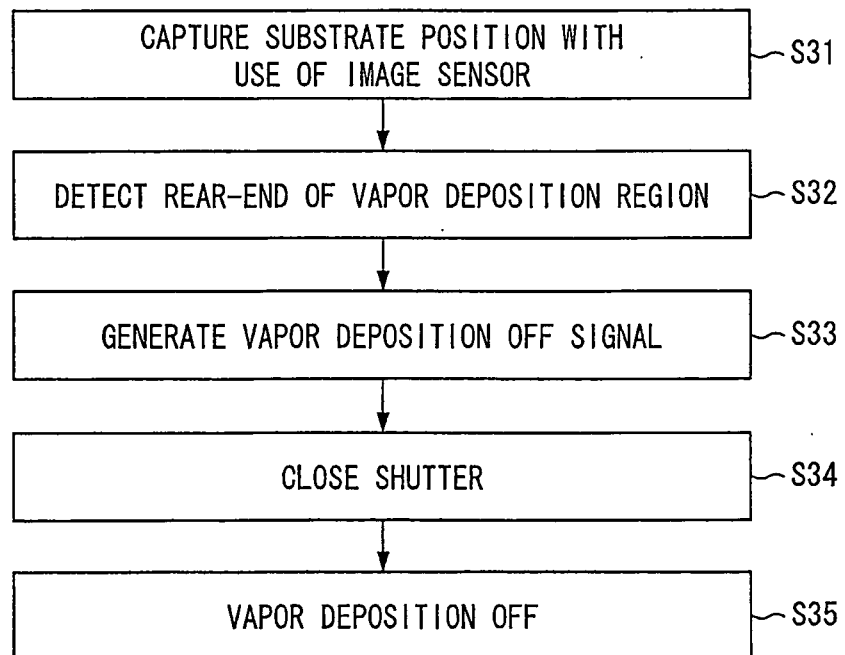 CAPTURE SUBSTRATE POSITION WITH
USE OF IMAGE SENSOR
S31
DETECT REAR-END OF VAPOR DEPOSITION REGION
S32
GENERATE VAPOR DEPOSITION OFF SIGNAL
S33
CLOSE SHUTTER
S34
VAPOR DEPOSITION OFF
S35